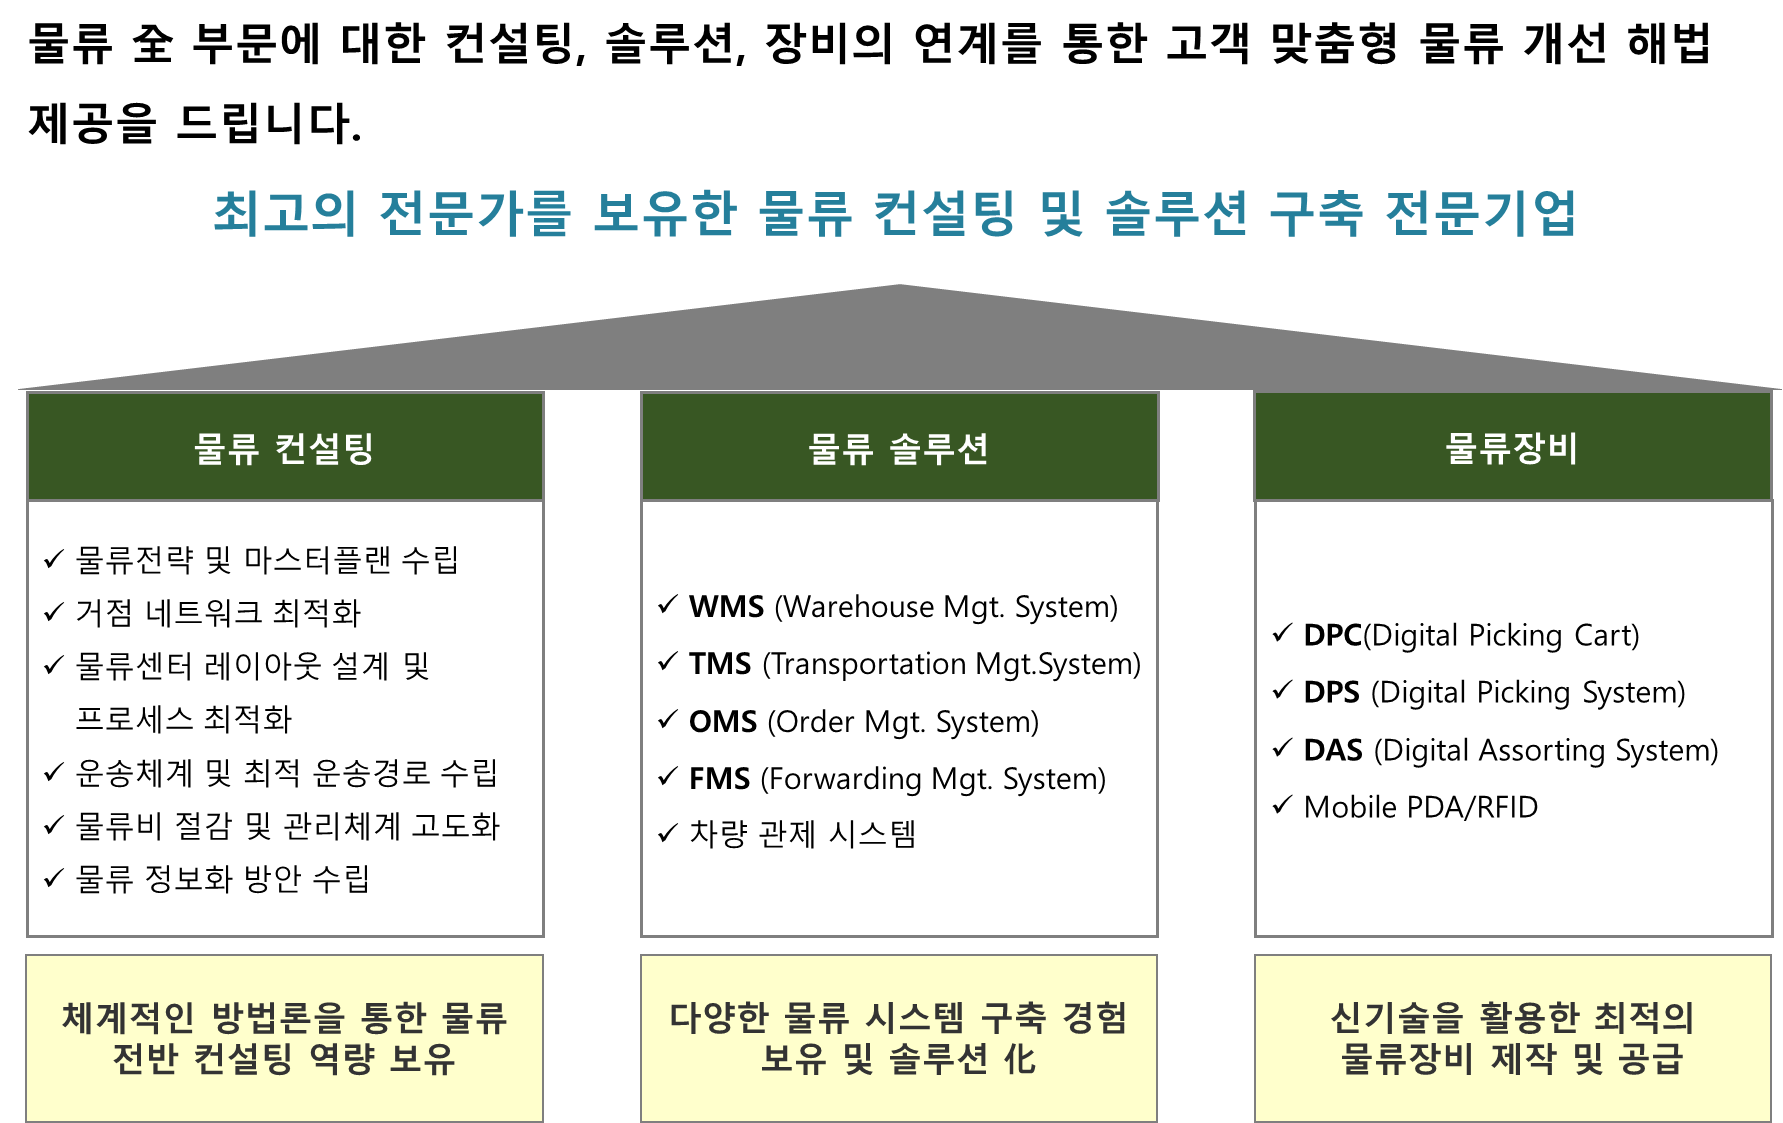 물류 全 부문에 대한 컨설팅, 솔루션, 장비의 연계를 통한 고객 맞춤형 물류 개선 해법
제공을 드립니다.
최고의 전문가를 보유한 물류 컨설팅 및 솔루션 구축 전문기업
물류 컨설팅
✓ 물류전략 및 마스터플랜 수립
✓ 거점 네트워크 최적화
✓ 물류센터 레이아웃 설계 및
프로세스 최적화
✓ 운송체계 및 최적 운송경로 수립
✓ 물류비 절감 및 관리체계 고도화
✓ 물류 정보화 방안 수립
체계적인 방법론을 통한 물류
전반 컨설팅 역량 보유
물류 솔루션
✓ WMS (Warehouse Mgt. System)
✓ TMS (Transportation Mgt.System)
✓ OMS (Order Mgt. System)
✓ FMS (Forwarding Mgt. System)
✓ 차량 관제 시스템
다양한 물류 시스템 구축 경험
보유 및 솔루션 化
물류장비
✓ DPC(Digital Picking Cart)
✓ DPS (Digital Picking System)
✓ DAS (Digital Assorting System)
✓ Mobile PDA/RFID
신기술을 활용한 최적의
물류장비 제작 및 공급